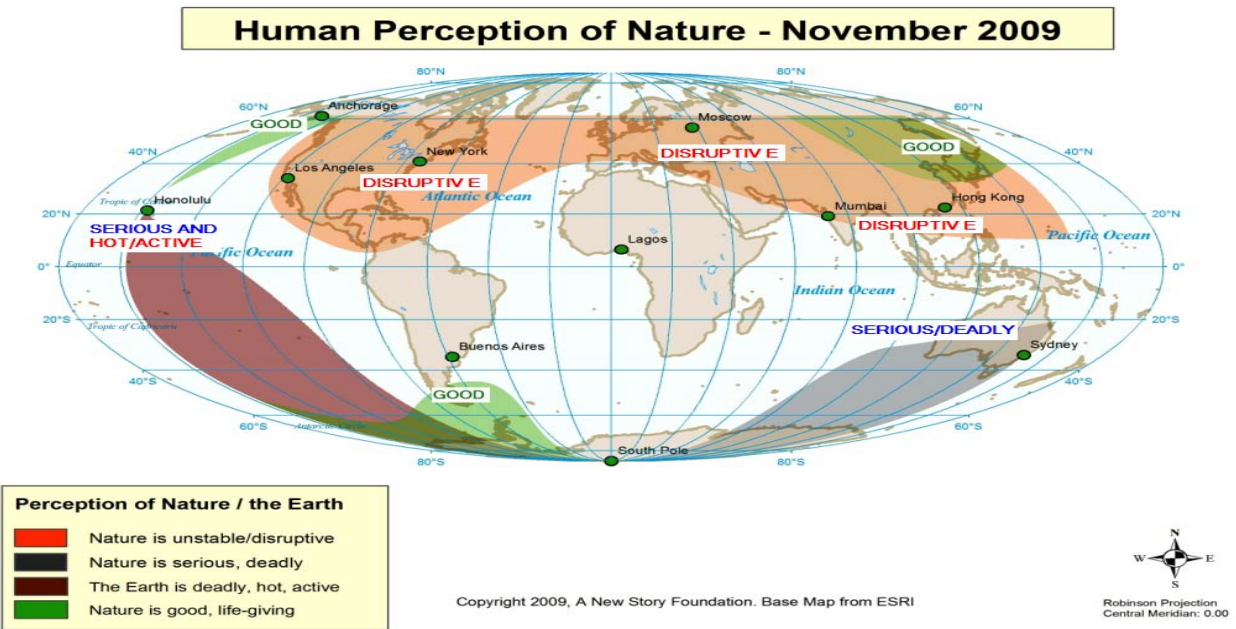 Human Perception of Nature - November 2009
80°N 80°N
60°N Anchorage 60°N
GOOD Moscow
40°N New York DISRUPTIV E GOOD 40°N
Los Angeles
DISRUPTIV E
Tropic of Honolulu Atlantic Ocean Mumbai Hong Kong
20°N 20°N
SERIOUS AND DISRUPTIV E
HOT/ACTIVE Lagos Pacific Ocean
Pacific Ocean
Equator 0° 0°
Indian Ocean
20°S 20°S
Tropic of Capricorn SERIOUS/DEADLY
Buenos Aires Sydney
40°S 40°S
GOOD
60°S Antarctic Circle 60°S
South Pole
80°S 80°S
Perception of Nature / the Earth
Nature is unstable/disruptive
Nature is serious, deadly
The Earth is deadly, hot, active
Nature is good, life-giving
Copyright 2009, A New Story Foundation. Base Map from ESRI
N
W E
S
Robinson Projection
Central Meridian: 0.00